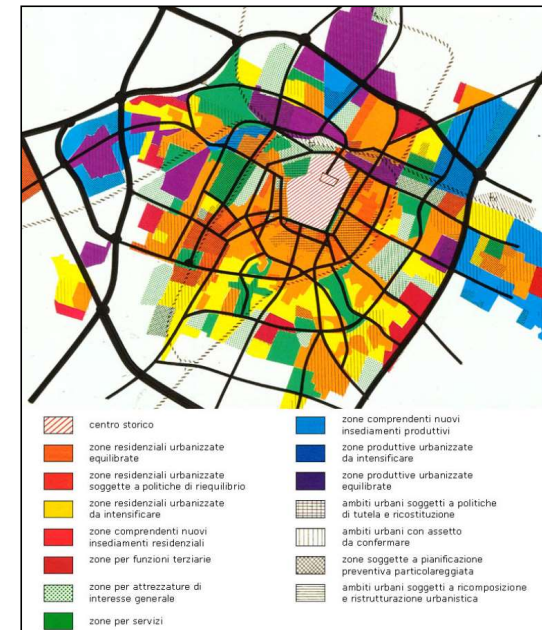 centro storico
zone residenziali urbanizzate
equilibrate
zone residenziali urbanizzate
soggette a politiche di riequilibrio
zone residenziali urbanizzate
da intensificare
zone comprendenti nuovi
insediamenti residenziali
zone per funzioni terziarie
zone per attrezzature di
interesse generale
zone per servizi
zone comprendenti nuovi
insediamenti produttivi
zone produttive urbanizzate
da intensificare
zone produttive urbanizzate
equilibrate
ambiti urbani soggetti a politiche
di tutela e ricostituzione
ambiti urbani con assetto
da confermare
zone soggette a pianificazione
preventiva particolareggiata
ambiti urbani soggetti a ricomposizione
e ristrutturazione urbanistica